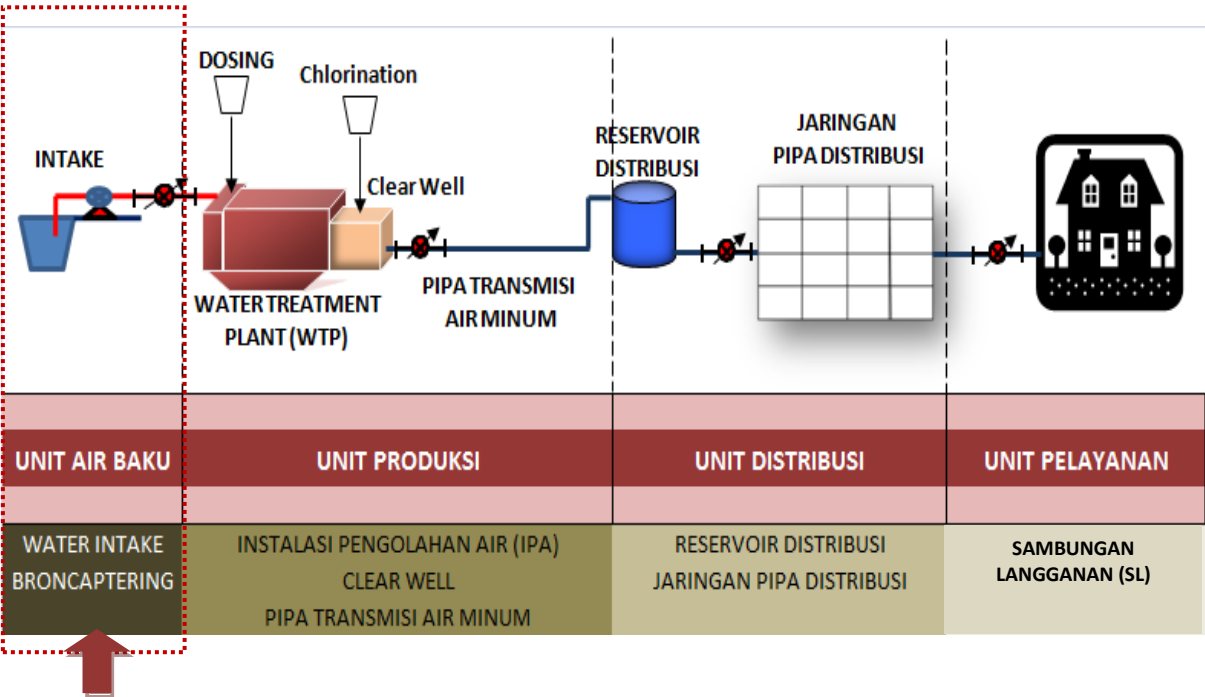 DOSING
Chlorination
INTAKE
Clear Well
WATER TREATMENT
PLANT (WTP)
PIPA TRANSMISI
AIR MINUM
RESERVOIR
DISTRIBUSI
JARINGAN
PIPA DISTRIBUSI
UNIT AIR BAKU
UNIT PRODUKSI
UNIT DISTRIBUSI
UNIT PELAYANAN
WATER INTAKE
BRONCAPTERING
INSTALASI PENGOLAHAN AIR (IPA)
CLEAR WELL
PIPA TRANSMISI AIR MINUM
RESERVOIR DISTRIBUSI
JARINGAN PIPA DISTRIBUSI
SAMBUNGAN
LANGGANAN (SL)